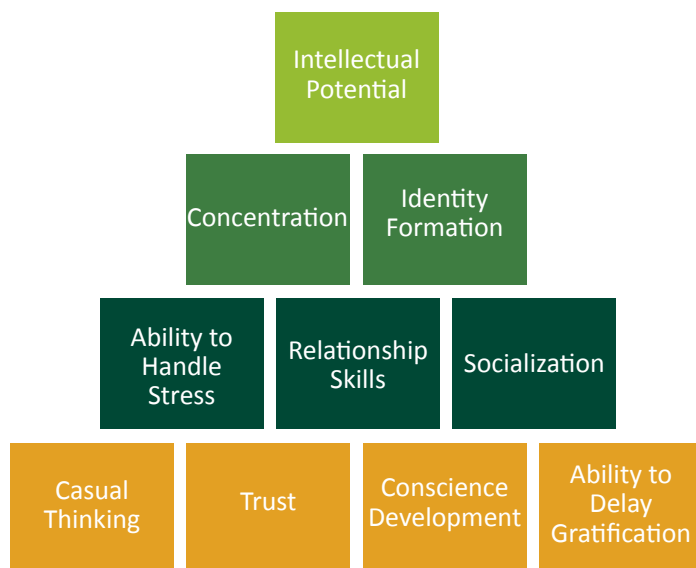 Intellectual
Potential
Concentration
Identity
Formation
Ability to
Handle
Stress
Relationship
Skills
Socialization
Casual
Thinking
Trust
Conscience
Development
Ability to
Delay
Gratification